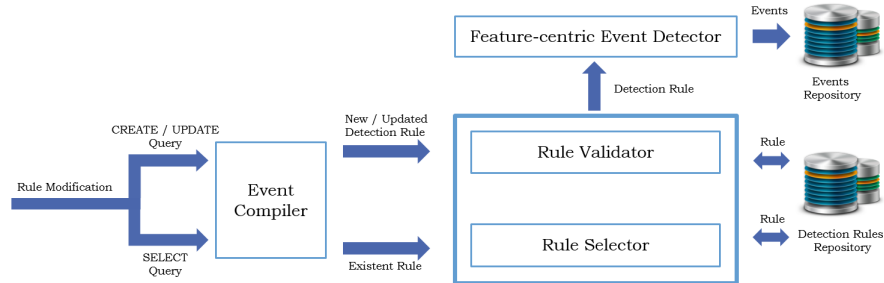 Feature-centric Event Detector
Events
Events
Repository
Detection Rule
CREATE / UPDATE
Query
New / Updated
Detection Rule
Rule Modification
Event
Compiler
Rule Validator
Rule
SELECT
Query
Existent Rule
Rule Selector
Rule
Detection Rules
Repository